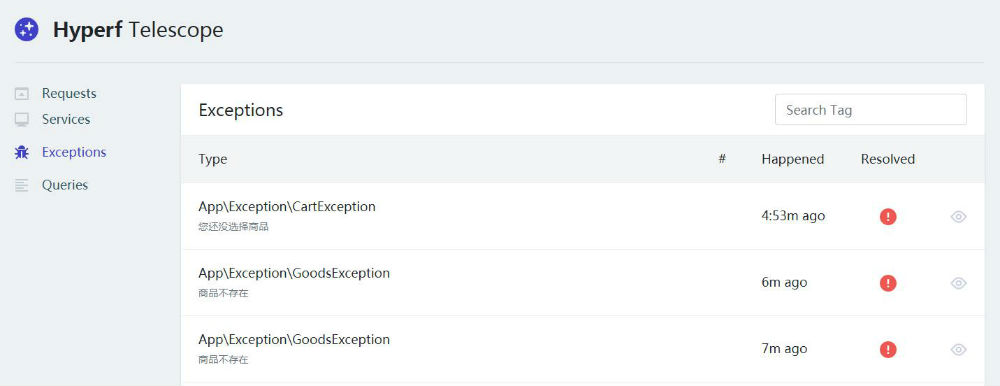 Hyperf Telescope
Requests
Services
Exceptions
Queries
Exceptions
Search Tag
Type # Happened Resolved
App\Exception\CartException
您还没选择商品
4:53m ago
App\Exception\GoodsException
商品不存在
6m ago
App\Exception\GoodsException
商品不存在
7m ago